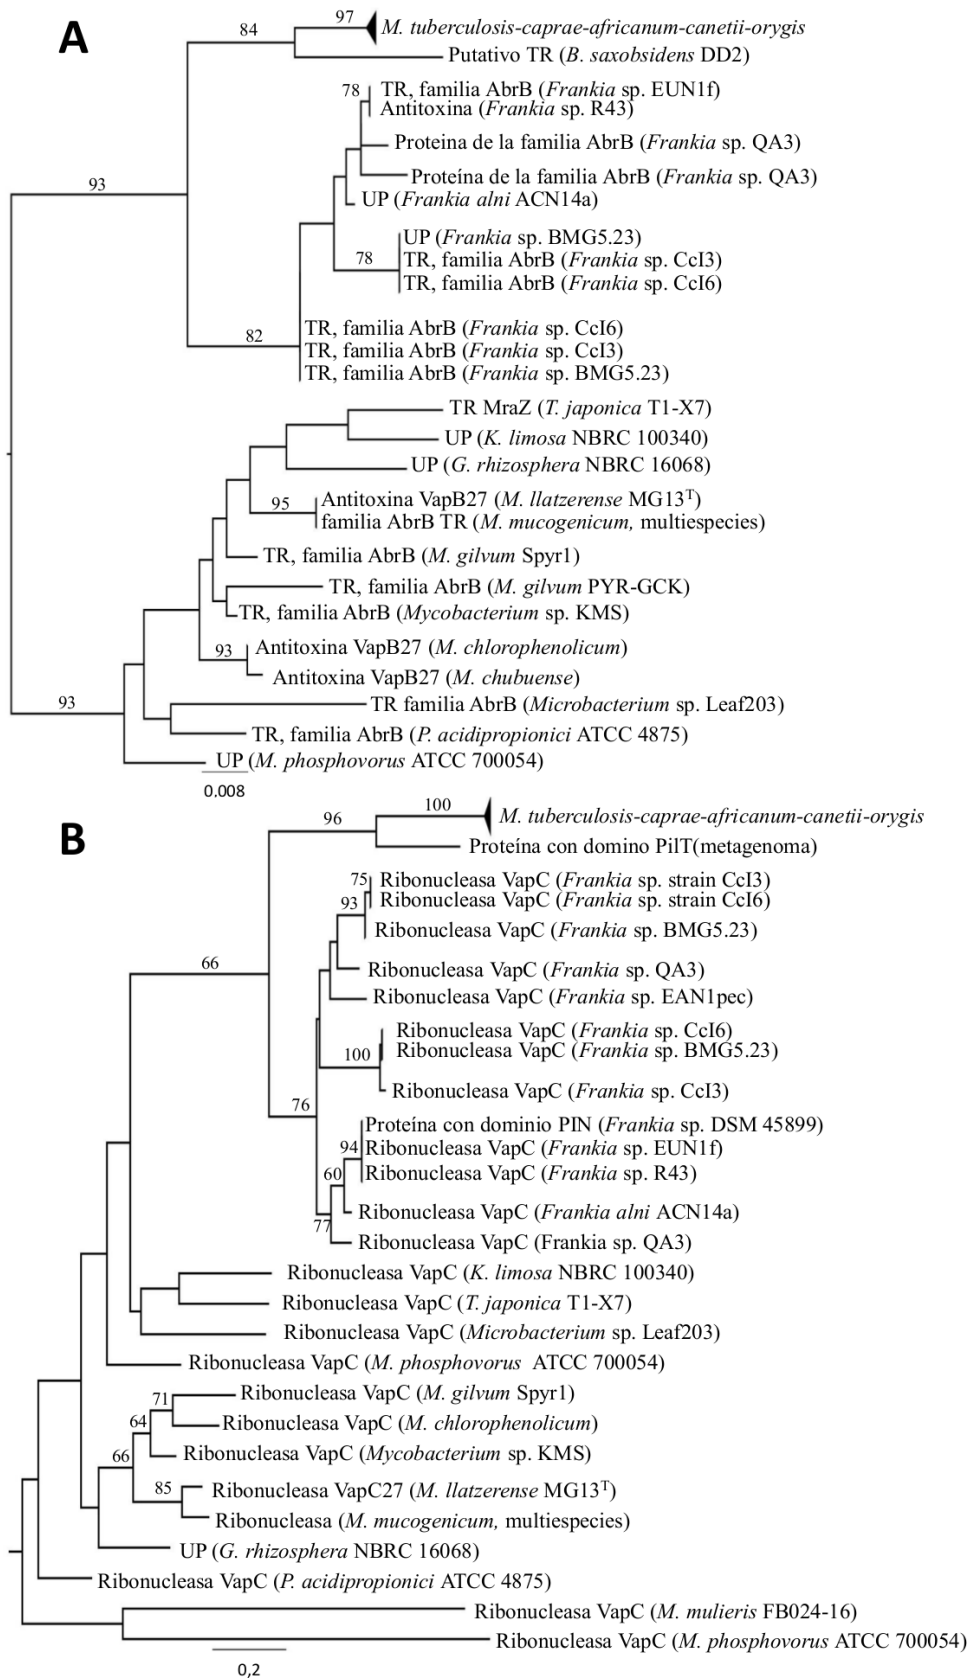 A
97
M. tuberculosis-caprae-africanum-canetii-orygis
84
Putativo TR (B. saxobsidens DD2)
78
TR, familia AbrB (Frankia sp. EUN1f)
Antitoxina (Frankia sp. R43)
Proteina de la familia AbrB (Frankia sp. QA3)
Proteína de la familia AbrB (Frankia sp. QA3)
93
UP (Frankia alni ACN14a)
UP (Frankia sp. BMG5.23)
78
TR, familia AbrB (Frankia sp. CcI3)
TR, familia AbrB (Frankia sp. CcI6)
TR, familia AbrB (Frankia sp. CcI6)
82
TR, familia AbrB (Frankia sp. CcI3)
TR, familia AbrB (Frankia sp. BMG5.23)
TR MraZ (T. japonica T1-X7)
UP (K. limosa NBRC 100340)
UP (G. rhizosphera NBRC 16068)
95
Antitoxina VapB27 (M. llatzerense MG13ᵀ)
familia AbrB TR (M. mucogenicum, multiespecies)
TR, familia AbrB (M. gilvum Spyr1)
TR, familia AbrB (M. gilvum PYR-GCK)
TR, familia AbrB (Mycobacterium sp. KMS)
93
Antitoxina VapB27 (M. chlorophenolicum)
Antitoxina VapB27 (M. chubuense)
93
TR familia AbrB (Microbacterium sp. Leaf203)
TR, familia AbrB (P. acidipropionici ATCC 4875)
UP (M. phosphovorus ATCC 700054)
0,008
B
100
M. tuberculosis-caprae-africanum-canetii-orygis
96
Proteína con domino PilT(metagenoma)
75
Ribonucleasa VapC (Frankia sp. strain CcI3)
Ribonucleasa VapC (Frankia sp. strain CcI6)
93
Ribonucleasa VapC (Frankia sp. BMG5.23)
66
Ribonucleasa VapC (Frankia sp. QA3)
Ribonucleasa VapC (Frankia sp. EAN1pec)
Ribonucleasa VapC (Frankia sp. CcI6)
100
Ribonucleasa VapC (Frankia sp. BMG5.23)
Ribonucleasa VapC (Frankia sp. CcI3)
76
Proteína con dominio PIN (Frankia sp. DSM 45899)
94
Ribonucleasa VapC (Frankia sp. EUN1f)
60
Ribonucleasa VapC (Frankia sp. R43)
Ribonucleasa VapC (Frankia alni ACN14a)
77
Ribonucleasa VapC (Frankia sp. QA3)
Ribonucleasa VapC (K. limosa NBRC 100340)
Ribonucleasa VapC (T. japonica T1-X7)
Ribonucleasa VapC (Microbacterium sp. Leaf203)
Ribonucleasa VapC (M. phosphovorus ATCC 700054)
71
Ribonucleasa VapC (M. gilvum Spyr1)
64
Ribonucleasa VapC (M. chlorophenolicum)
66
Ribonucleasa VapC (Mycobacterium sp. KMS)
85
Ribonucleasa VapC27 (M. llatzerense MG13ᵀ)
Ribonucleasa (M. mucogenicum, multiespecies)
UP (G. rhizosphera NBRC 16068)
Ribonucleasa VapC (P. acidipropionici ATCC 4875)
Ribonucleasa VapC (M. mulieris FB024-16)
Ribonucleasa VapC (M. phosphovorus ATCC 700054)
0,2